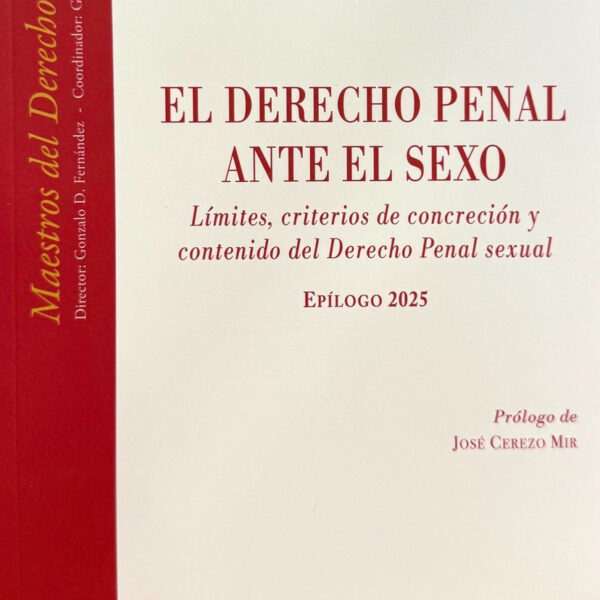 Maestros del Derecho
Director: Gonzalo D. Fernández - Coordinador: G
EL DERECHO PENAL
ANTE EL SEXO
Límites, criterios de concreción y
contenido del Derecho Penal sexual
EPÍLOGO 2025
Prólogo de
JOSÉ CEREZO MIR